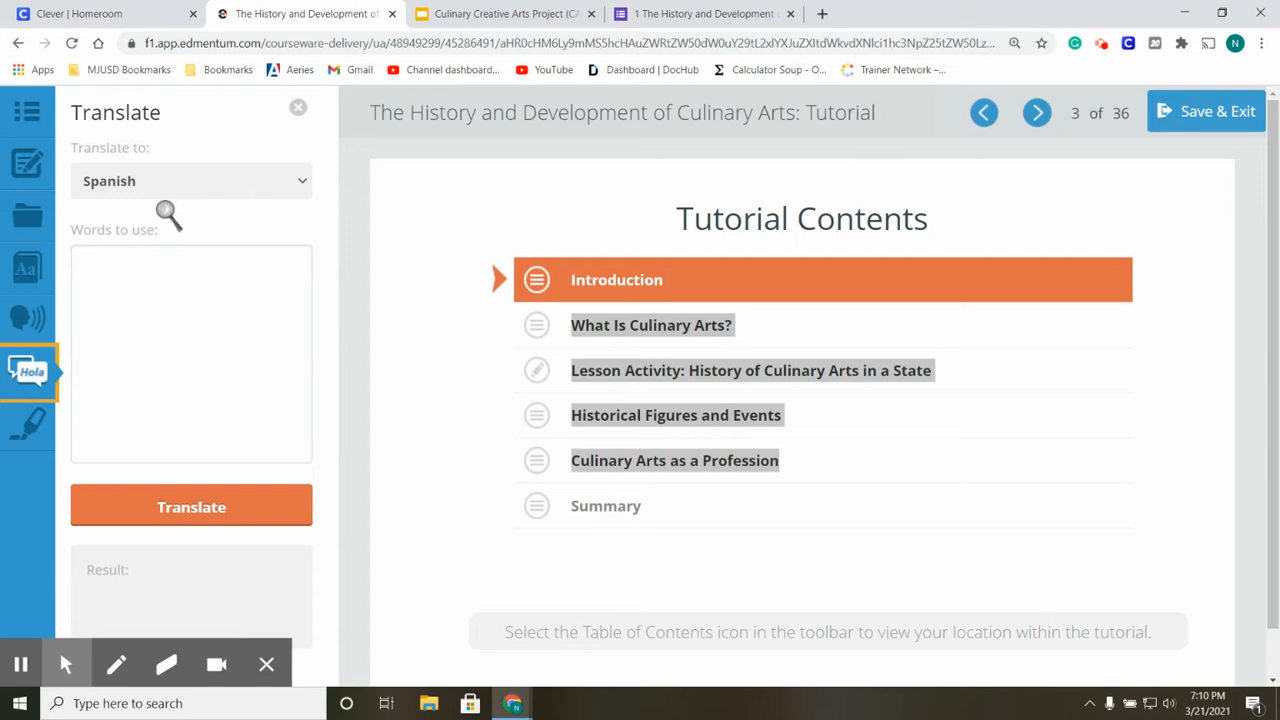 Clever | Homeroom
The History and Development of
Culinary Creative Arts Project (CA
1 The History and Development o
f1.app.edmentum.com/courseware-delivery/ua/48949299/45286491/
Apps
MJUSD Bookmarks
Bookmarks
Aeries
Gmail
Channel dashboard...
YouTube
Dashboard | DocHub
Calculator Soup - O...
Trainer Network –...
N
Translate
Translate to:
Spanish
Words to use:
Translate
Result:
Aa
Hola
The History and Development of Culinary Arts: Tutorial
3 of 36
Save & Exit
Tutorial Contents
Introduction
What Is Culinary Arts?
Lesson Activity: History of Culinary Arts in a State
Historical Figures and Events
Culinary Arts as a Profession
Summary
Select the Table of Contents icon in the toolbar to view your location within the tutorial.
Type here to search
7:10 PM
3/21/2021